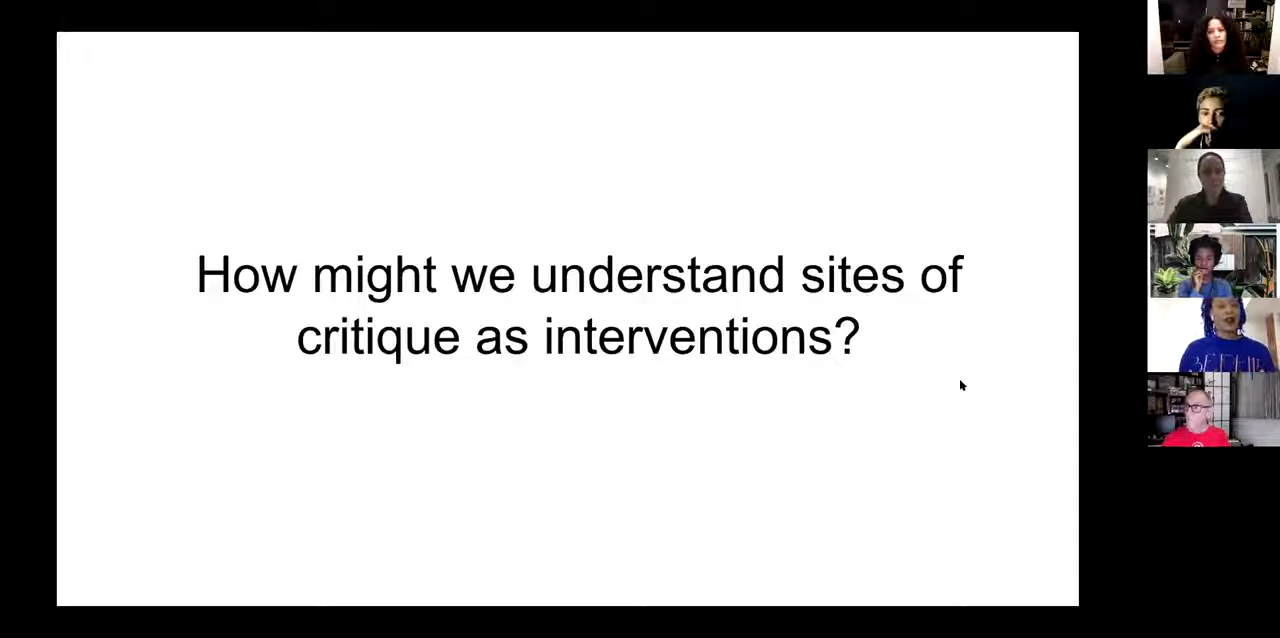 How might we understand sites of
critique as interventions?